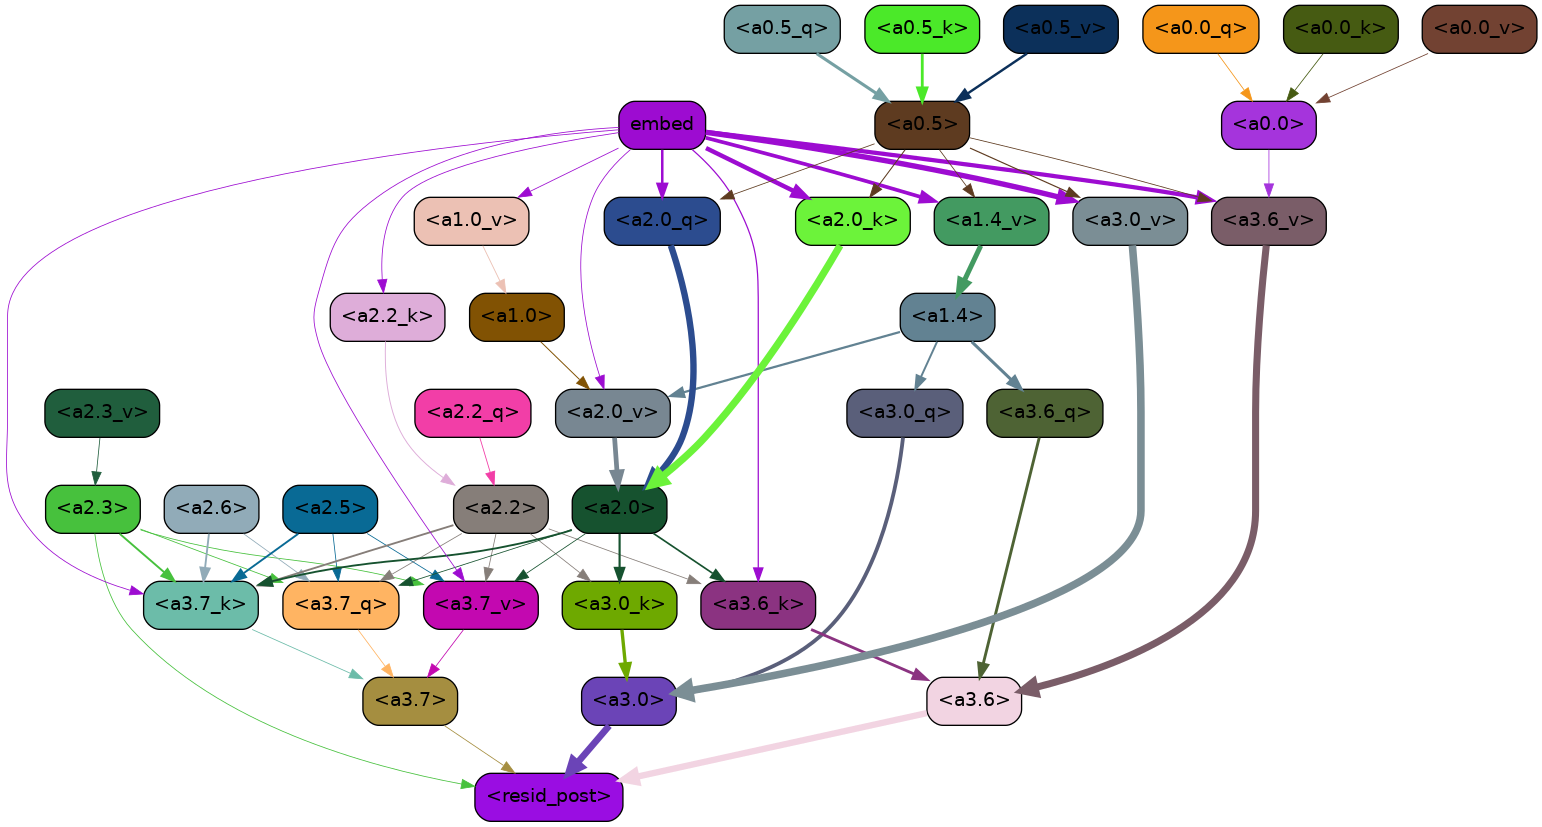 <a0.5_q> <a0.5_k> <a0.5_v> <a0.0_q> <a0.0_k> <a0.0_v>
embed <a0.5> <a0.0>
<a1.0_v> <a2.0_q> <a2.0_k> <a1.4_v> <a3.0_v> <a3.6_v>
<a2.2_k> <a1.0> <a1.4>
<a2.3_v> <a2.2_q> <a2.0_v> <a3.0_q> <a3.6_q>
<a2.3> <a2.6> <a2.5> <a2.2> <a2.0>
<a3.7_k> <a3.7_q> <a3.7_v> <a3.0_k> <a3.6_k>
<a3.7> <a3.0> <a3.6>
<resid_post>